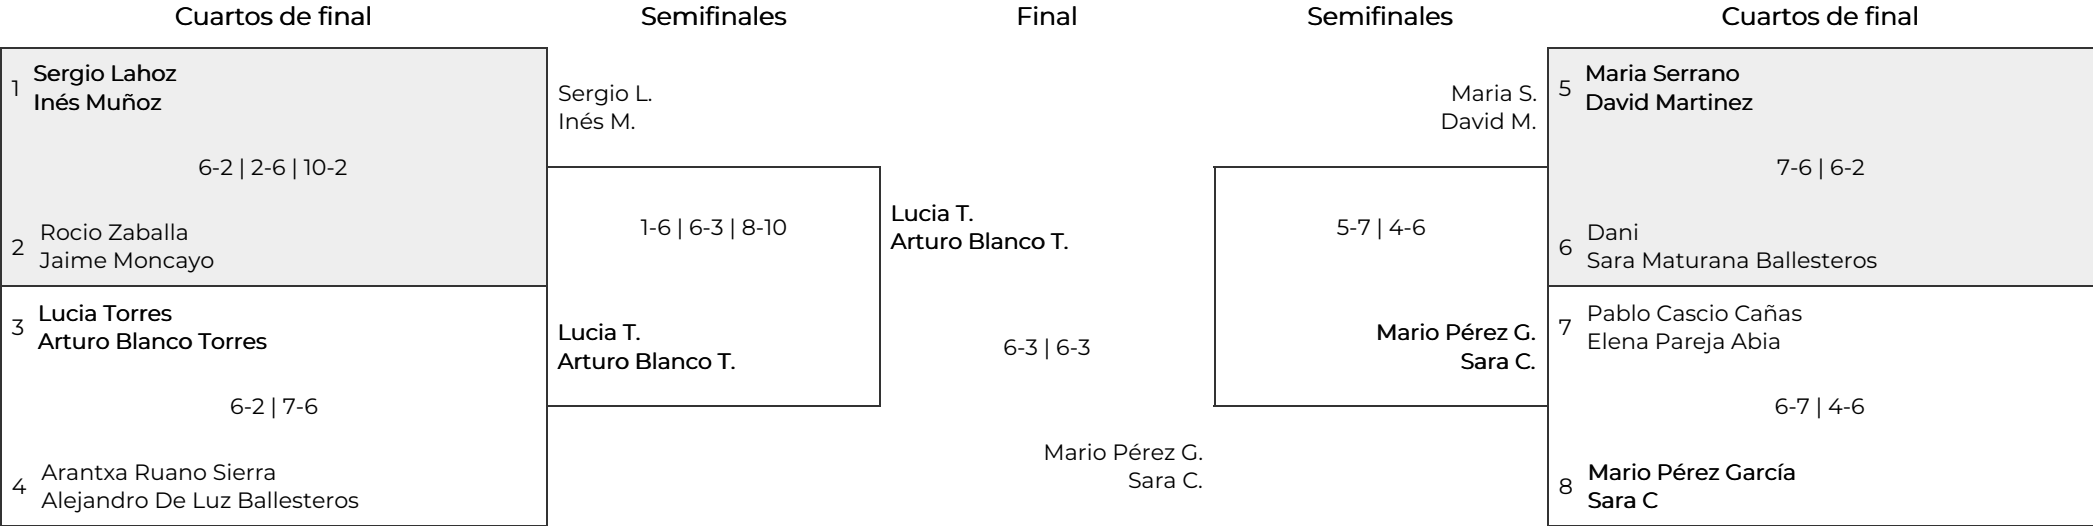 Cuartos de final
Semifinales
Final
Semifinales
Cuartos de final
1
Sergio Lahoz
Inés Muñoz
6-2 | 2-6 | 10-2
2
Rocio Zaballa
Jaime Moncayo
3
Lucia Torres
Arturo Blanco Torres
6-2 | 7-6
4
Arantxa Ruano Sierra
Alejandro De Luz Ballesteros
Sergio L.
Inés M.
1-6 | 6-3 | 8-10
Lucia T.
Arturo Blanco T.
Lucia T.
Arturo Blanco T.
6-3 | 6-3
Mario Pérez G.
Sara C.
Maria S.
David M.
5-7 | 4-6
Mario Pérez G.
Sara C.
5
Maria Serrano
David Martinez
7-6 | 6-2
6
Dani
Sara Maturana Ballesteros
7
Pablo Cascio Cañas
Elena Pareja Abia
6-7 | 4-6
8
Mario Pérez García
Sara C